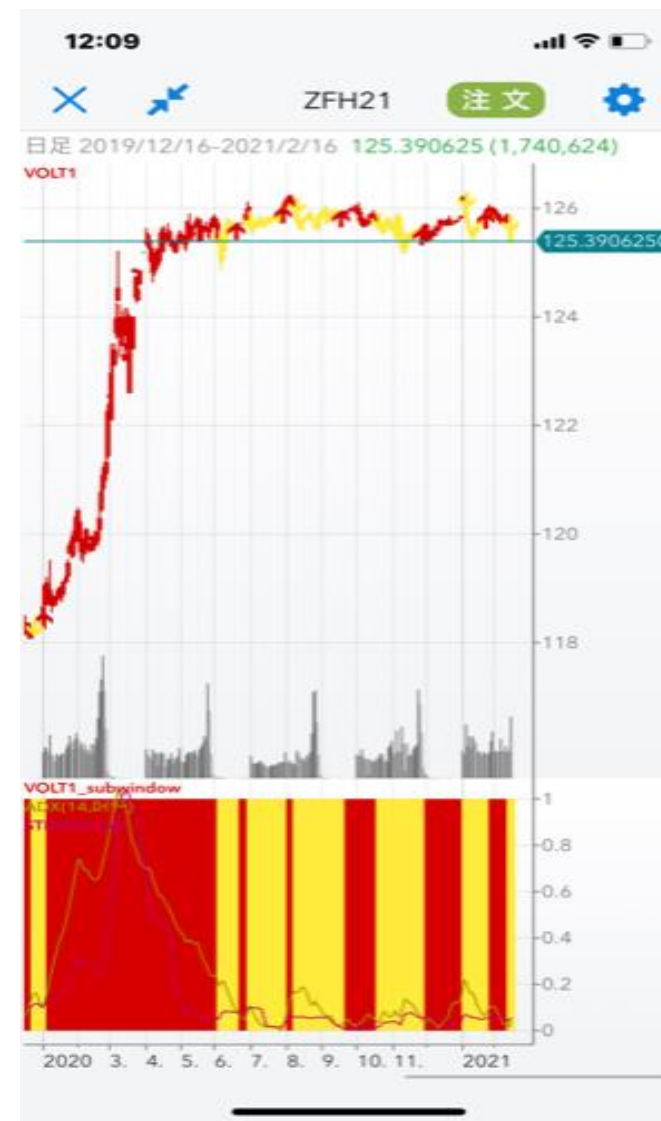 12:09
ZFH21 注文
日足 2019/12/16-2021/2/16 125.390625 (1,740,624)
VOLT1
126
125.390625
124
122
120
118
VOLT1_subwindow
1
0.8
0.6
0.4
0.2
0
2020 3. 4. 5. 6. 7. 8. 9. 10. 11. 2021